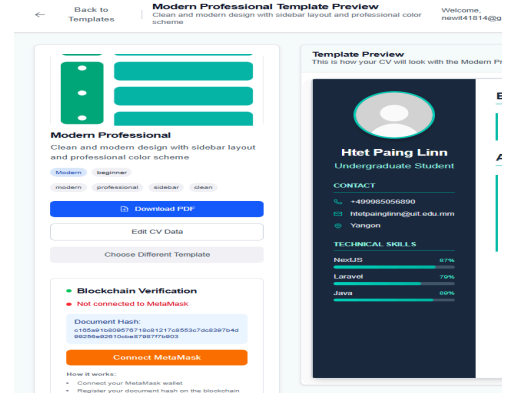 Back to
Templates
Modern Professional Template Preview
Clean and modern design with sidebar layout and professional color
scheme
Welcome,
newit41814@g
Modern Professional
Clean and modern design with sidebar layout
and professional color scheme
Modern beginner
modern professional sidebar clean
Download PDF
Edit CV Data
Choose Different Template
Blockchain Verification
Not connected to MetaMask
Document Hash:
Connect MetaMask
How it works:
Connect your MetaMask wallet
Register your document hash on the blockchain
Template Preview
This is how your CV will look with the Modern Pr
Htet Paing Linn
Undergraduate Student
CONTACT
+499985056890
htetpainglinn@uit.edu.mm
Yangon
TECHNICAL SKILLS
NextJS 87%
Laravel 79%
Java 89%
E
A